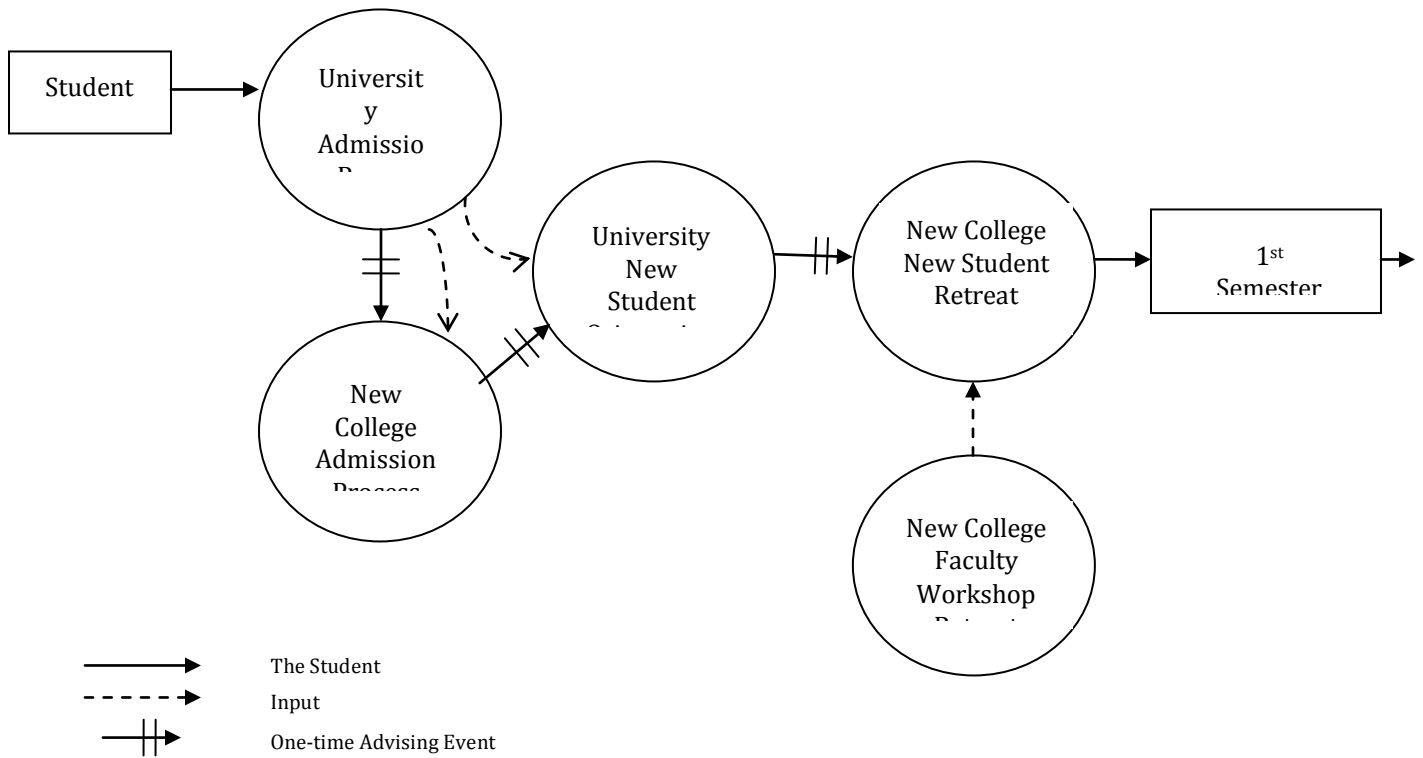 Student
Universit
y
Admissio
University
New
Student
New College
New Student
Retreat
1st
Semester
New
College
Admission
Process
New College
Faculty
Workshop
The Student
Input
One-time Advising Event